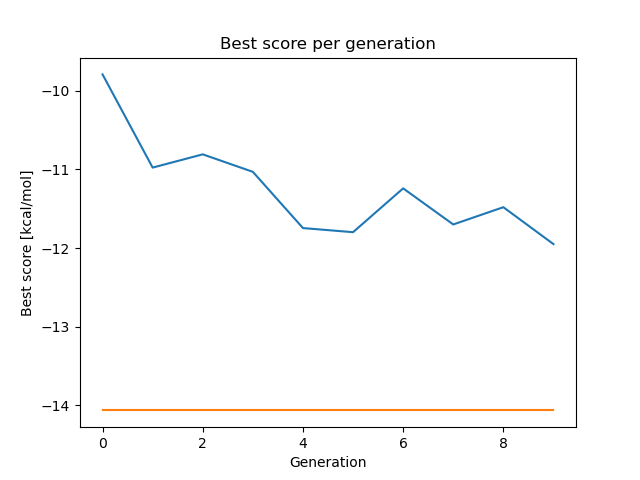 Best score per generation
Best score [kcal/mol]
−10
−11
−12
−13
−14
0 2 4 6 8
Generation